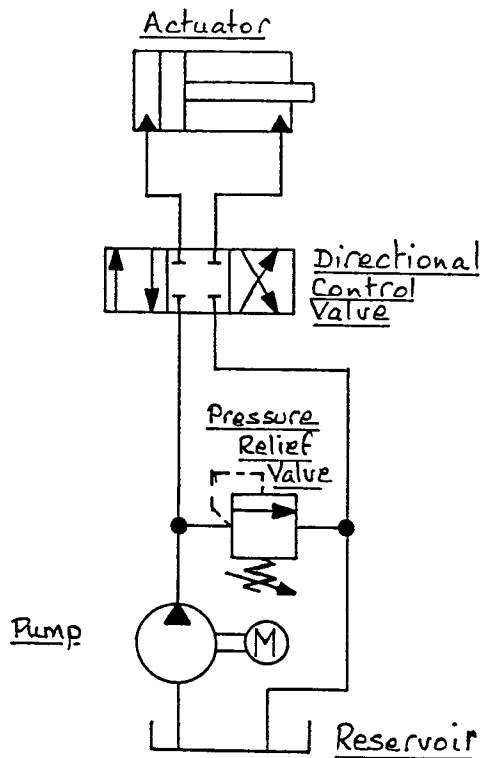 Actuator
Directional
Control
Valve
Pressure
Relief
Valve
Pump
M
Reservoir